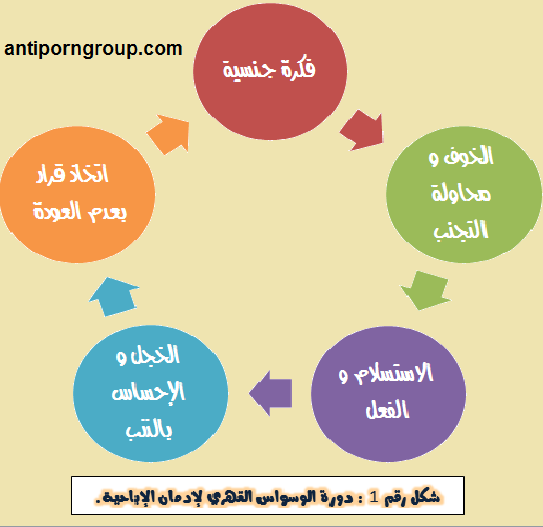 antiporngroup.com
فكرة جنسية
الخوف و
محاولة
التجنب
الاستسلام و
الفعل
الخجل و
الإحساس
بالذنب
اتخاذ قرار
بعدم العودة
شكل رقم 1 : دورة الوسواس القهري لإدمان الإباحية .